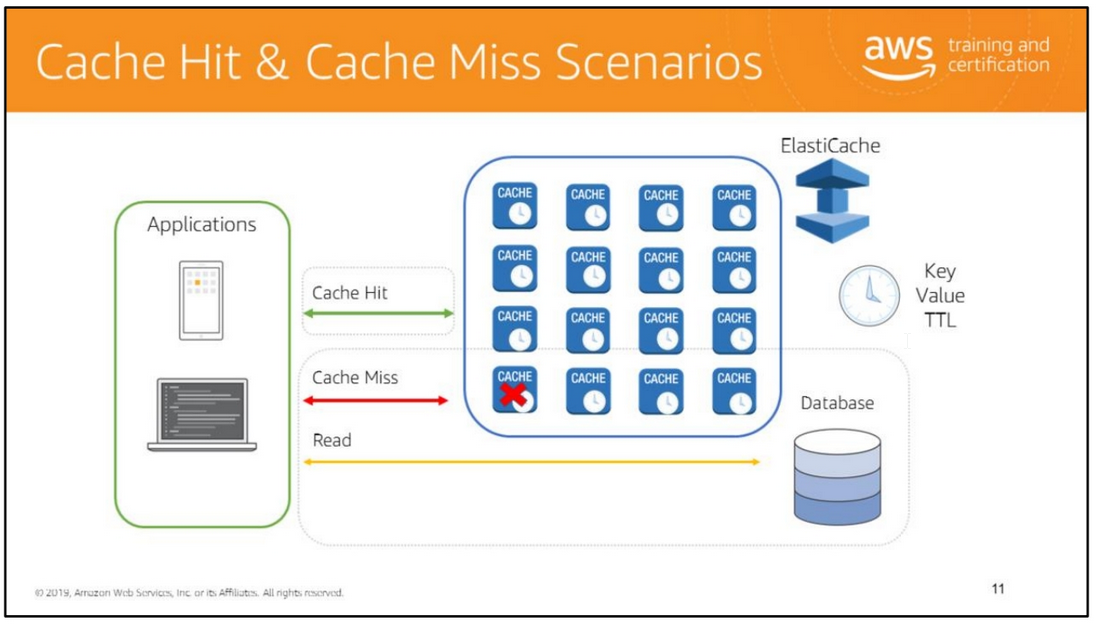 Cache Hit & Cache Miss Scenarios
aws training and
certification
ElastiCache
Applications
CACHE CACHE CACHE CACHE
CACHE CACHE CACHE CACHE
Key
Value
TTL
Cache Hit
CACHE CACHE CACHE CACHE
Cache Miss
CACHE CACHE CACHE CACHE
Database
Read
© 2019, Amazon Web Services, Inc. or its Affiliates. All rights reserved.
11